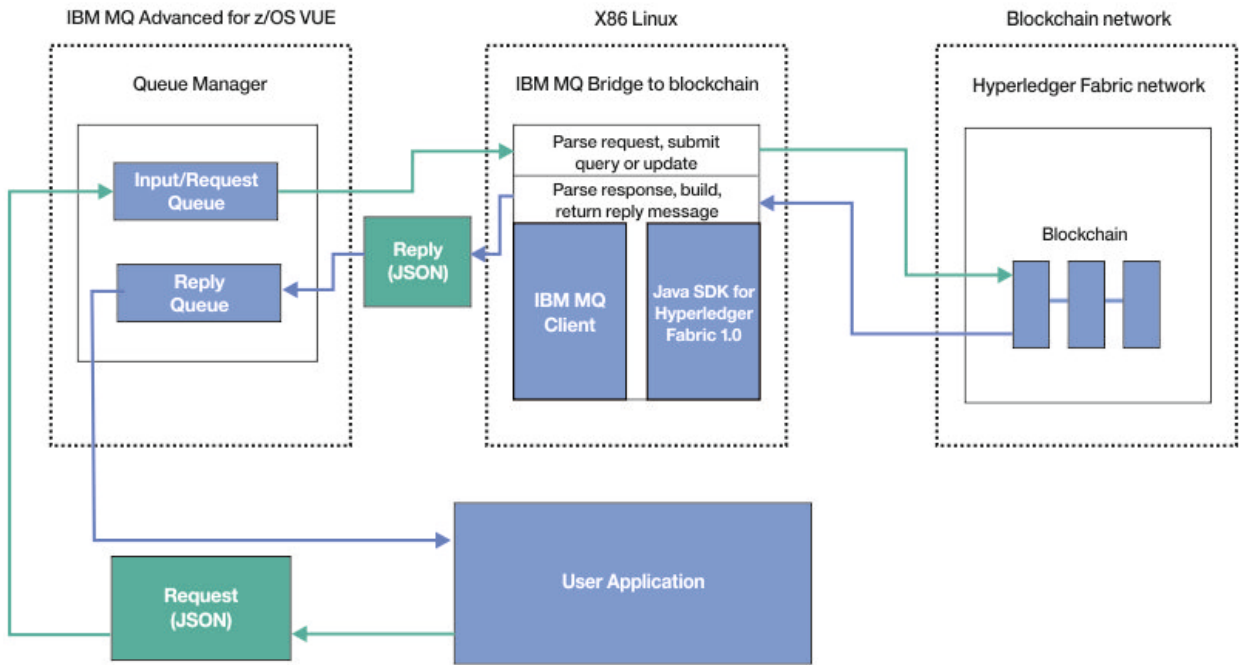 IBM MQ Advanced for z/OS VUE
X86 Linux
Blockchain network
Queue Manager
IBM MQ Bridge to blockchain
Hyperledger Fabric network
Input/Request
Queue
Parse request, submit
query or update
Parse response, build,
return reply message
Reply
(JSON)
Reply
Queue
IBM MQ
Client
Java SDK for
Hyperledger
Fabric 1.0
Blockchain
User Application
Request
(JSON)